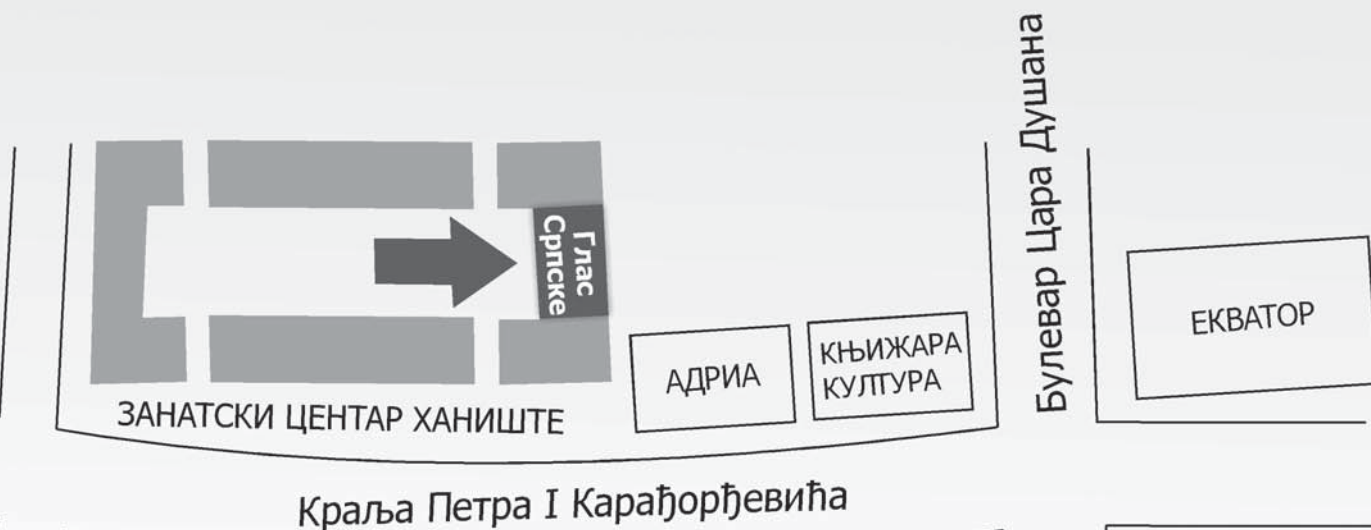 Булевар Цара Душана
Глас
Српске
ЕКВАТОР
КЊИЖАРА
КУЛТУРА
АДРИА
ЗАНАТСКИ ЦЕНТАР ХАНИШТЕ
Краља Петра I Карађорђевића